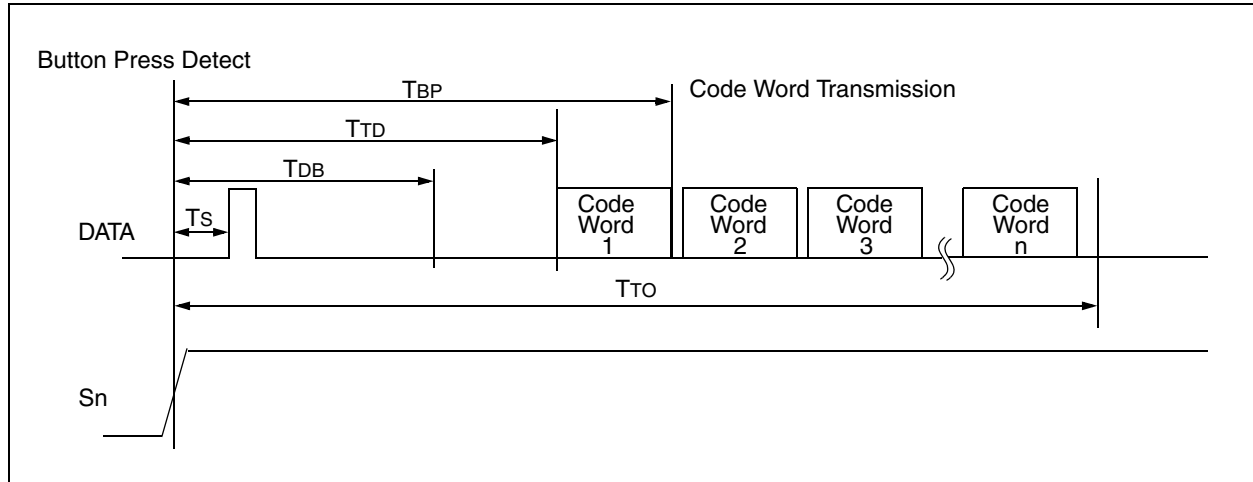 Button Press Detect
TBP
Code Word Transmission
TTD
TDB
TS
DATA
Code Word 1
Code Word 2
Code Word 3
Code Word n
TTO
Sn